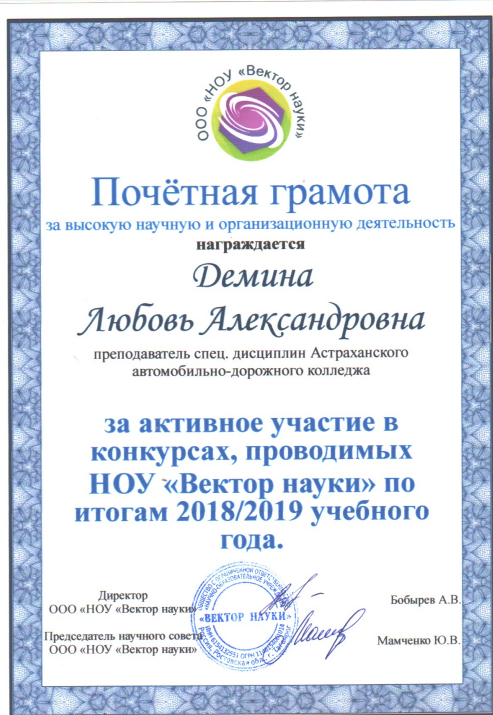 ООО «НОУ «Вектор науки»
Почётная грамота
за высокую научную и организационную деятельность
награждается
Демина
Любовь Александровна
преподаватель спец. дисциплин Астраханского
автомобильно-дорожного колледжа
за активное участие в
конкурсах, проводимых
НОУ «Вектор науки» по
итогам 2018/2019 учебного
года.
Директор
ООО «НОУ «Вектор науки»
Бобырев А.В.
«ВЕКТОР НАУКИ»
Председатель научного совета
ООО «НОУ «Вектор науки»
Мамченко Ю.В.